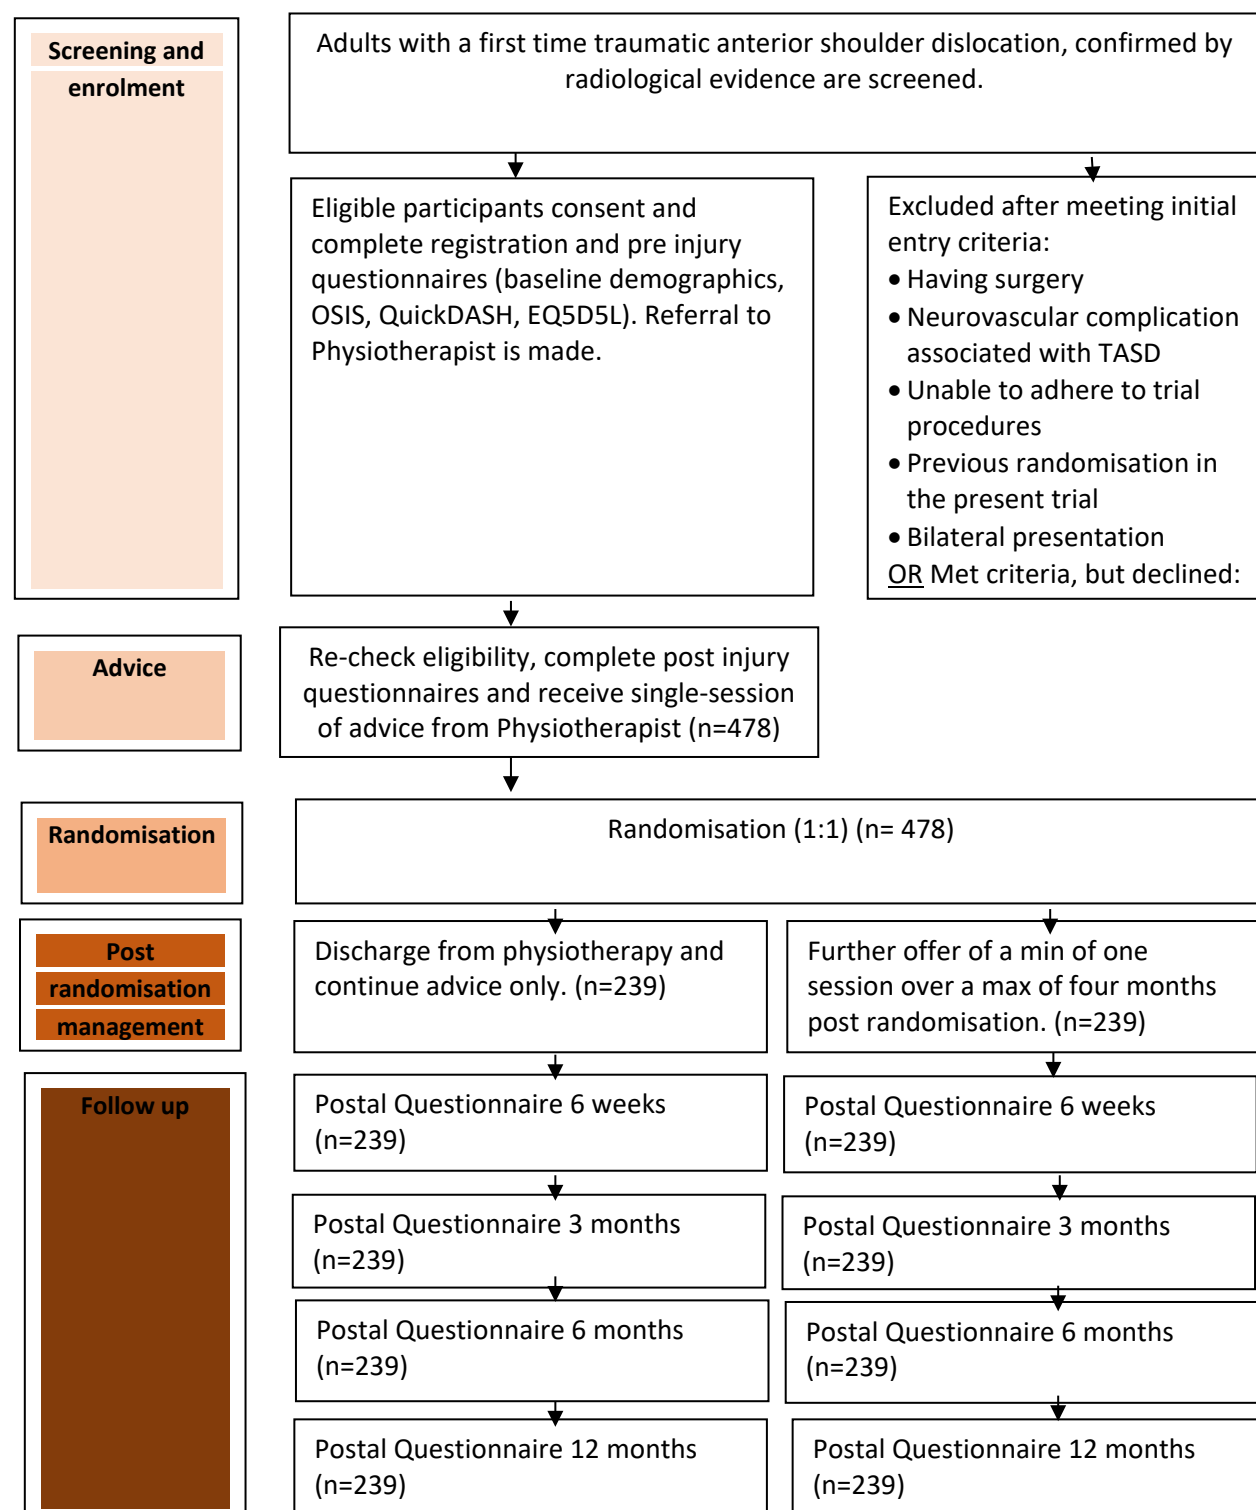 Screening and
enrolment
Adults with a first time traumatic anterior shoulder dislocation, confirmed by
radiological evidence are screened.
Eligible participants consent and
complete registration and pre injury
questionnaires (baseline demographics,
OSIS, QuickDASH, EQ5D5L). Referral to
Physiotherapist is made.
Excluded after meeting initial
entry criteria:
• Having surgery
• Neurovascular complication
associated with TASD
• Unable to adhere to trial
procedures
• Previous randomisation in
the present trial
• Bilateral presentation
OR Met criteria, but declined:
Advice
Re-check eligibility, complete post injury
questionnaires and receive single-session
of advice from Physiotherapist (n=478)
Randomisation
Randomisation (1:1) (n= 478)
Post
randomisation
management
Discharge from physiotherapy and
continue advice only. (n=239)
Further offer of a min of one
session over a max of four months
post randomisation. (n=239)
Follow up
Postal Questionnaire 6 weeks
(n=239)
Postal Questionnaire 6 weeks
(n=239)
Postal Questionnaire 3 months
(n=239)
Postal Questionnaire 3 months
(n=239)
Postal Questionnaire 6 months
(n=239)
Postal Questionnaire 6 months
(n=239)
Postal Questionnaire 12 months
(n=239)
Postal Questionnaire 12 months
(n=239)